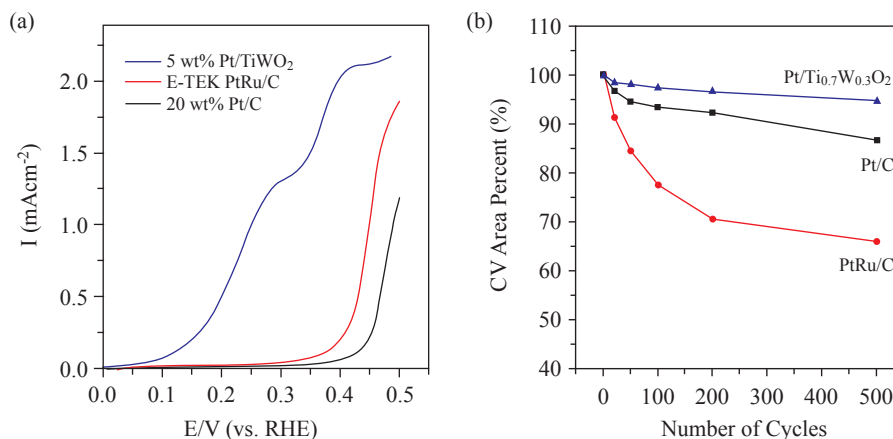 (a)
5 wt% Pt/TiWO₂
E-TEK PtRu/C
20 wt% Pt/C
I (mAcm⁻²)
2.0
1.5
1.0
0.5
0.0
0.0 0.1 0.2 0.3 0.4 0.5
E/V (vs. RHE)
(b)
CV Area Percent (%)
110
100
90
80
70
60
50
40
Pt/Ti₀.₇W₀.₃O₂
Pt/C
PtRu/C
0 100 200 300 400 500
Number of Cycles